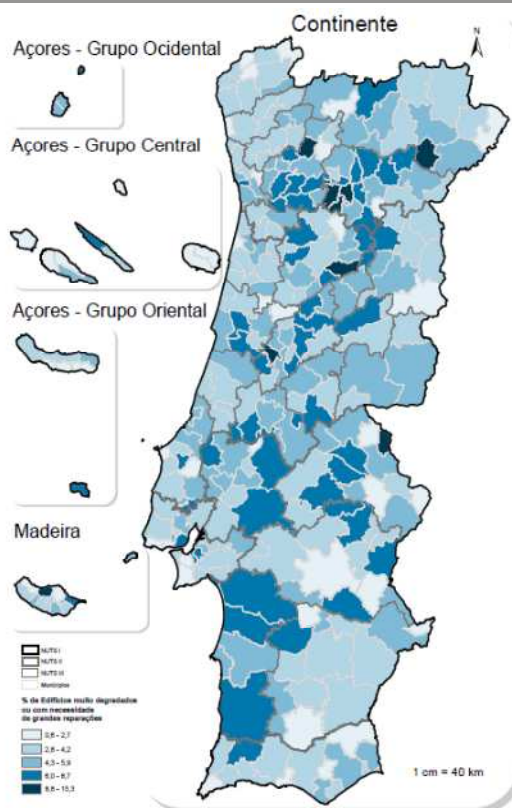 Continente
N
Açores - Grupo Ocidental
Açores - Grupo Central
Açores - Grupo Oriental
Madeira
NUTS I
NUTS II
NUTS III
Municípios
% de Edifícios muito degradados
ou com necessidade
de grandes reparações
0,6 - 2,7
2,8 - 4,2
4,3 - 5,9
6,0 - 8,7
8,8 - 13,3
1 cm = 40 km